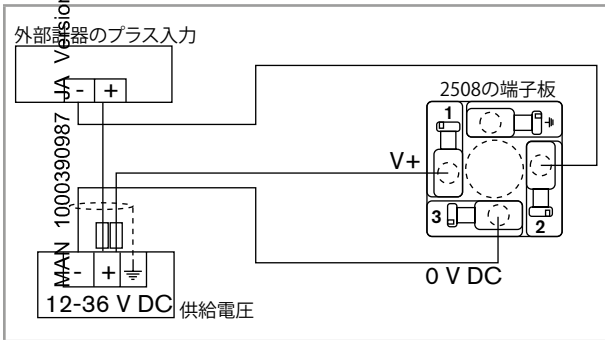 外部計器のプラス入力
- +
2508の端子板
1
V+
3
2
0 V DC
- +
12-36 V DC 供給電圧
MAN 1000390987 JA Version